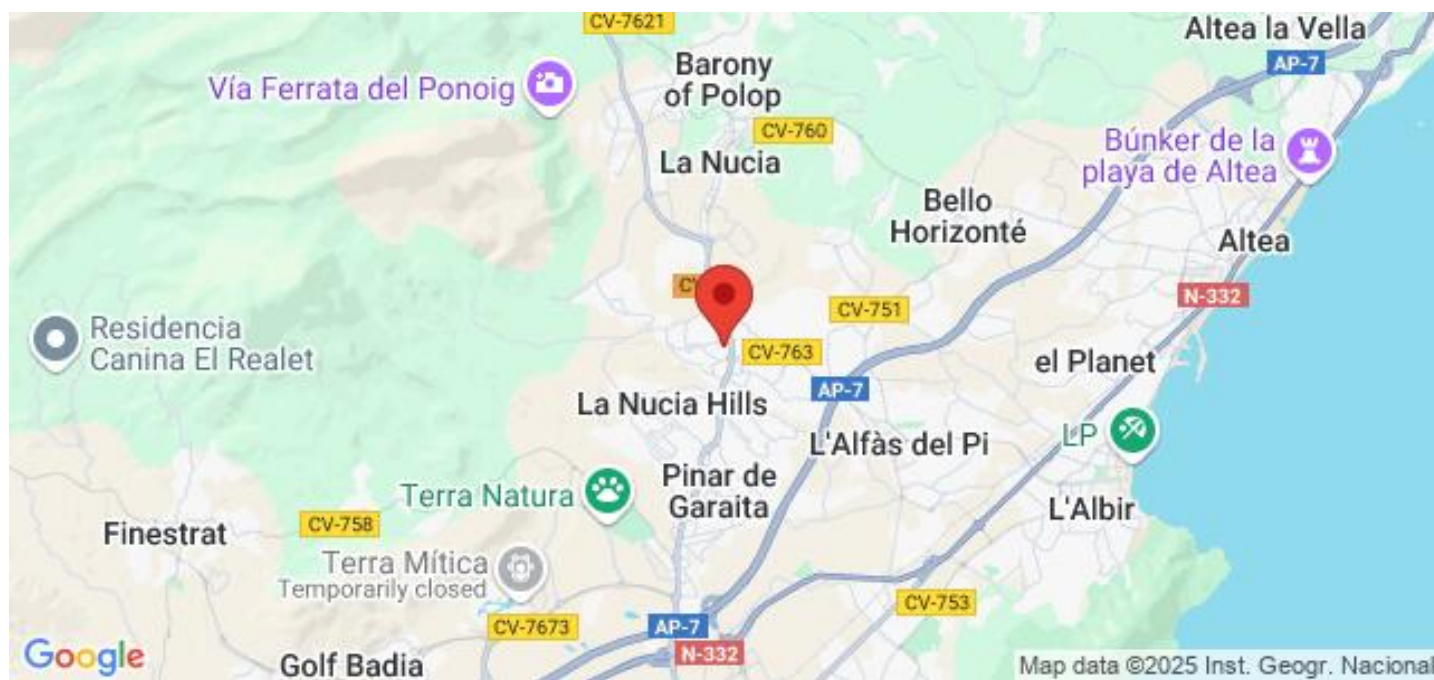 CV-7621
Altea la Vella
AP-7
Barony
of Polop
Vía Ferrata del Ponoig
CV-760
Búnker de la
playa de Altea
La Nucia
Bello
Horizonté
Altea
N-332
CV-751
Residencia
Canina El Realet
CV-763
el Planet
AP-7
La Nucia Hills
L'Alfàs del Pi
LP
Pinar de
Garaita
Terra Natura
L'Albir
CV-758
Finestrat
Terra Mítica
Temporarily closed
CV-753
CV-7673
AP-7
N-332
Golf Badia
Google
Map data ©2025 Inst. Geogr. Nacional